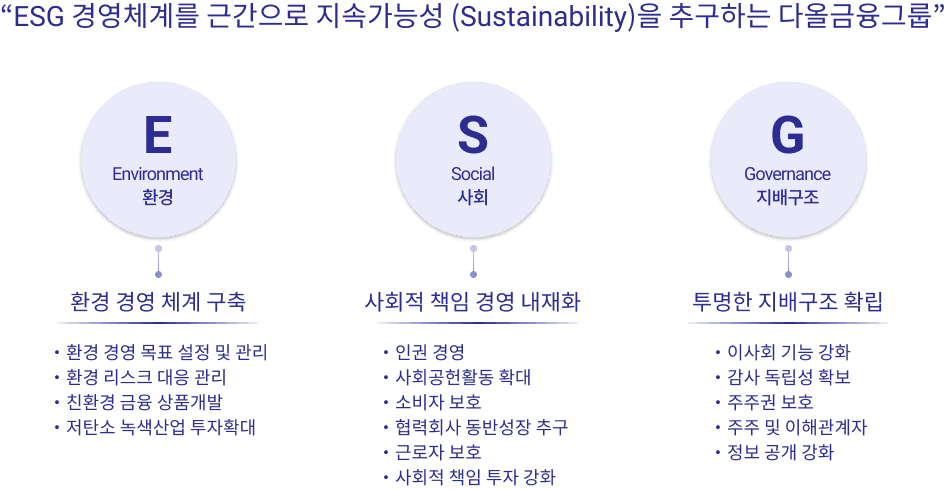 “ESG 경영체계를 근간으로 지속가능성 (Sustainability)을 추구하는 다올금융그룹”
E
Environment
환경
환경 경영 체계 구축
• 환경 경영 목표 설정 및 관리
• 환경 리스크 대응 관리
• 친환경 금융 상품개발
• 저탄소 녹색산업 투자확대
S
Social
사회
사회적 책임 경영 내재화
• 인권 경영
• 사회공헌활동 확대
• 소비자 보호
• 협력회사 동반성장 추구
• 근로자 보호
• 사회적 책임 투자 강화
G
Governance
지배구조
투명한 지배구조 확립
• 이사회 기능 강화
• 감사 독립성 확보
• 주주권 보호
• 주주 및 이해관계자
• 정보 공개 강화